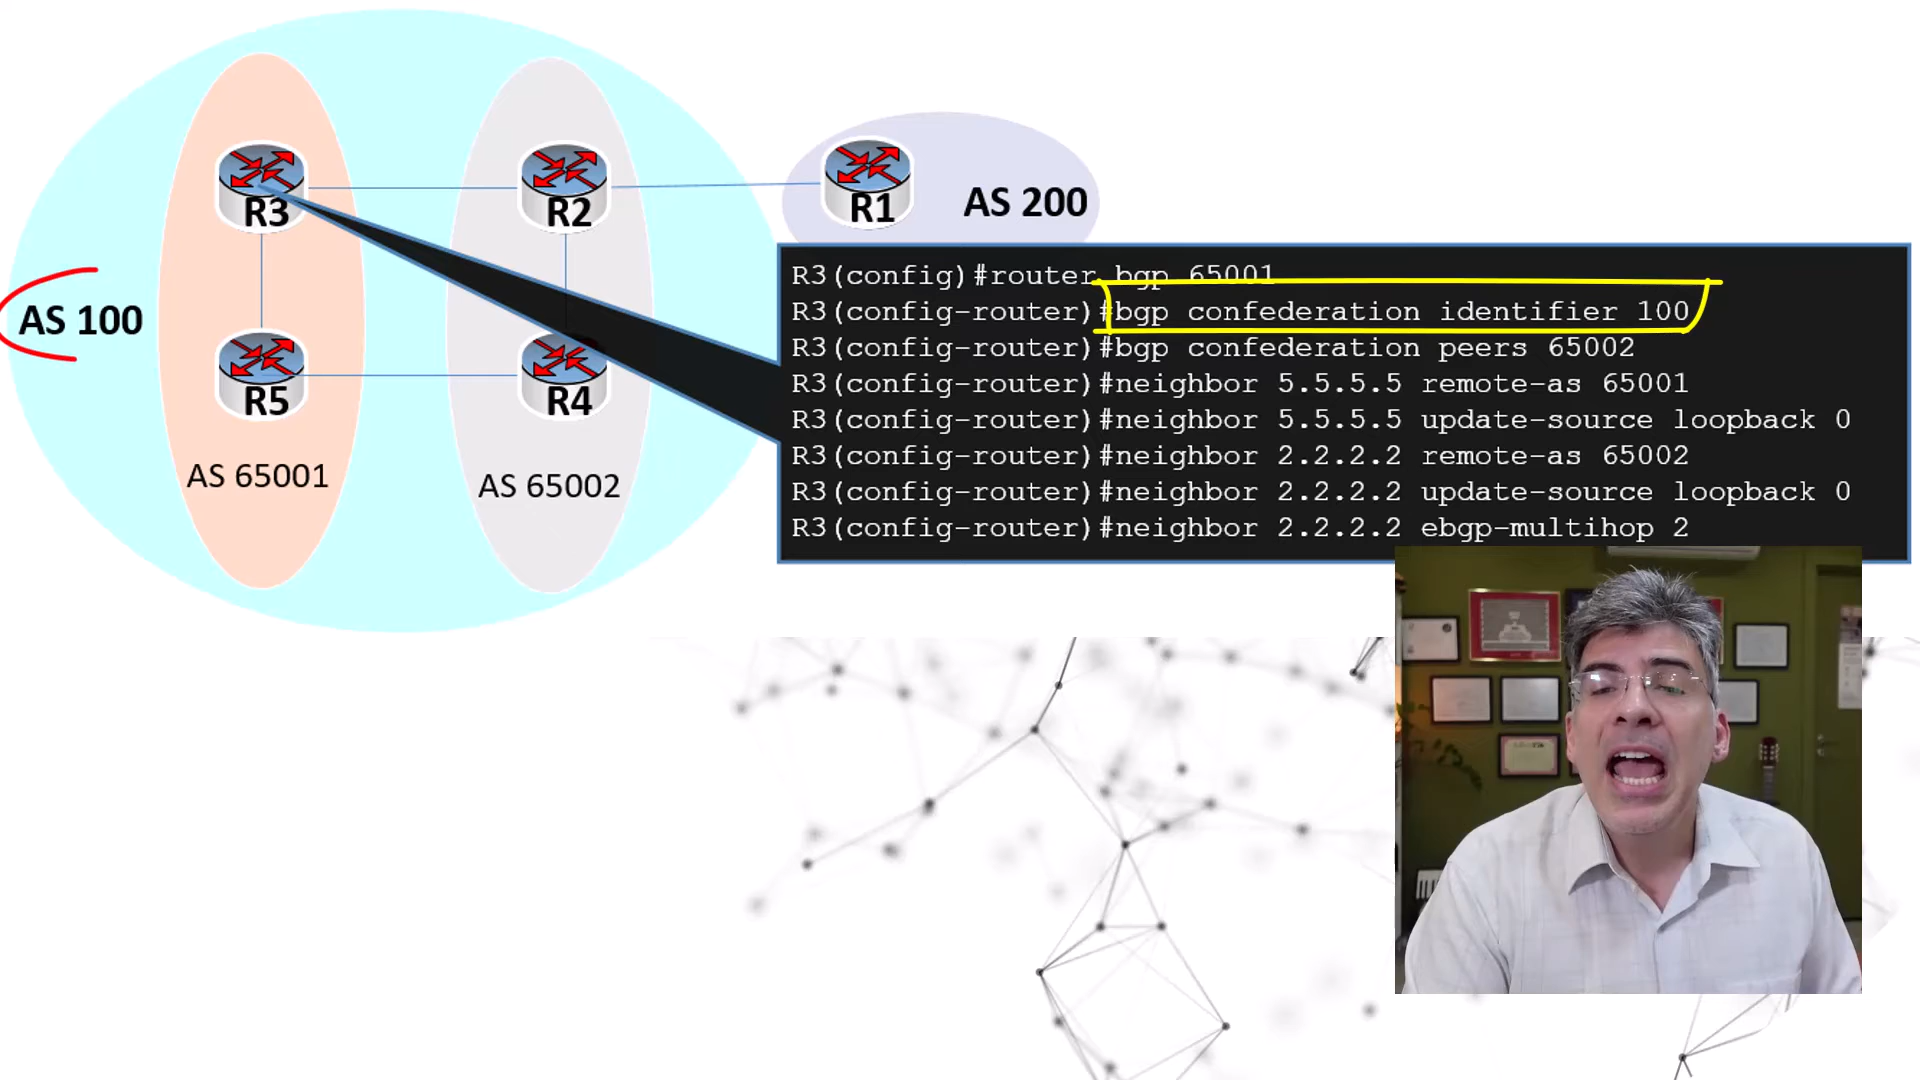 R3
R2
R1
AS 200
AS 100
R5
R4
AS 65001
AS 65002
R3(config)#router bgp 65001
R3(config-router)#bgp confederation identifier 100
R3(config-router)#bgp confederation peers 65002
R3(config-router)#neighbor 5.5.5.5 remote-as 65001
R3(config-router)#neighbor 5.5.5.5 update-source loopback 0
R3(config-router)#neighbor 2.2.2.2 remote-as 65002
R3(config-router)#neighbor 2.2.2.2 update-source loopback 0
R3(config-router)#neighbor 2.2.2.2 ebgp-multihop 2